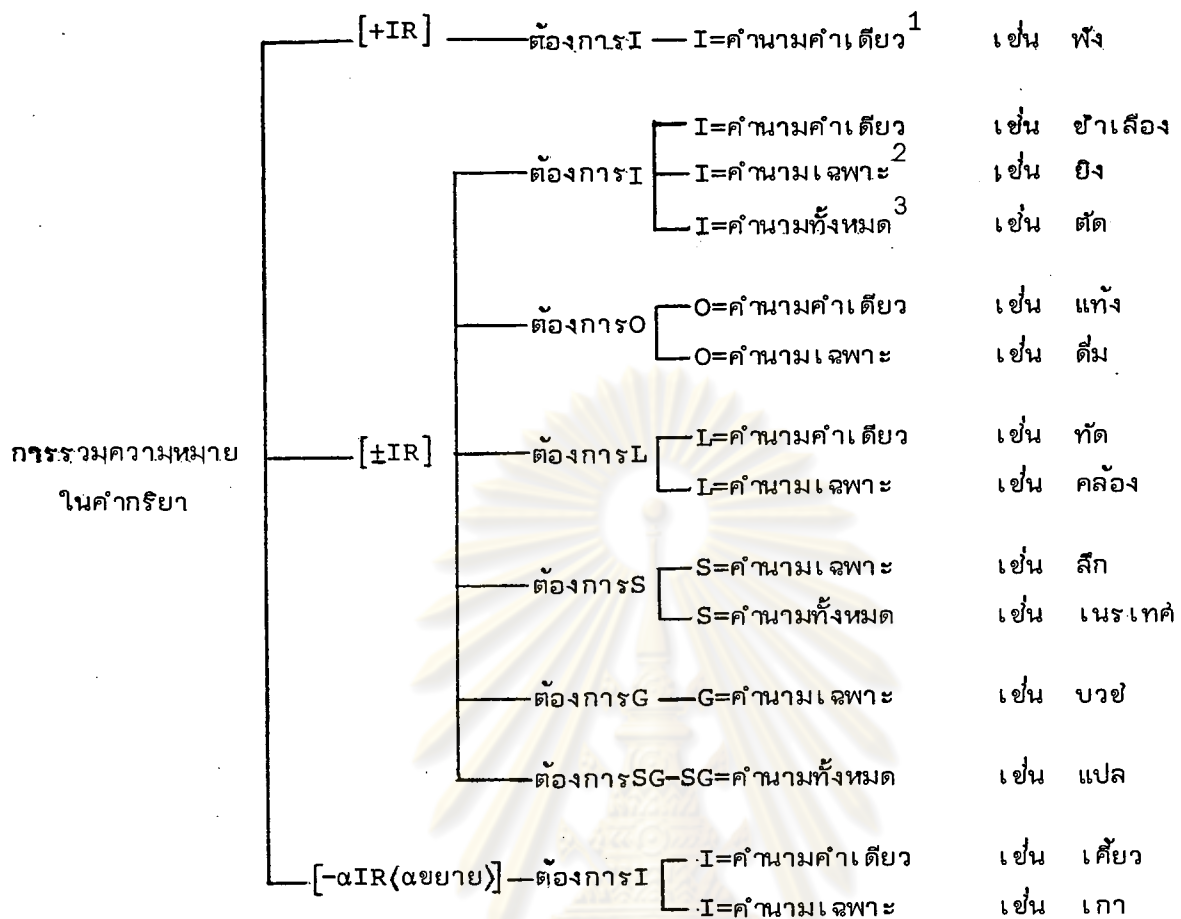 [+IR] ต้องการI I=คำนามคำเดียว1 เช่น ฟัง
I=คำนามคำเดียว เช่น ชำเลือง
ต้องการI I=คำนามเฉพาะ2 เช่น ยิง
I=คำนามทั้งหมด3 เช่น ตัด
O=คำนามคำเดียว เช่น แท้ง
ต้องการO
O=คำนามเฉพาะ เช่น ดื่ม
L=คำนามคำเดียว เช่น ทัด
การรวมความหมาย [±IR] ต้องการL
L=คำนามเฉพาะ เช่น คล้อง
ในคำกริยา
S=คำนามเฉพาะ เช่น สึก
ต้องการS
S=คำนามทั้งหมด เช่น เนรเทศ
ต้องการG G=คำนามเฉพาะ เช่น บวช
ต้องการSG-SG=คำนามทั้งหมด เช่น แปล
I=คำนามคำเดียว เช่น เคี้ยว
[-αIR⟨αขยาย⟩] ต้องการI
I=คำนามเฉพาะ เช่น เกา